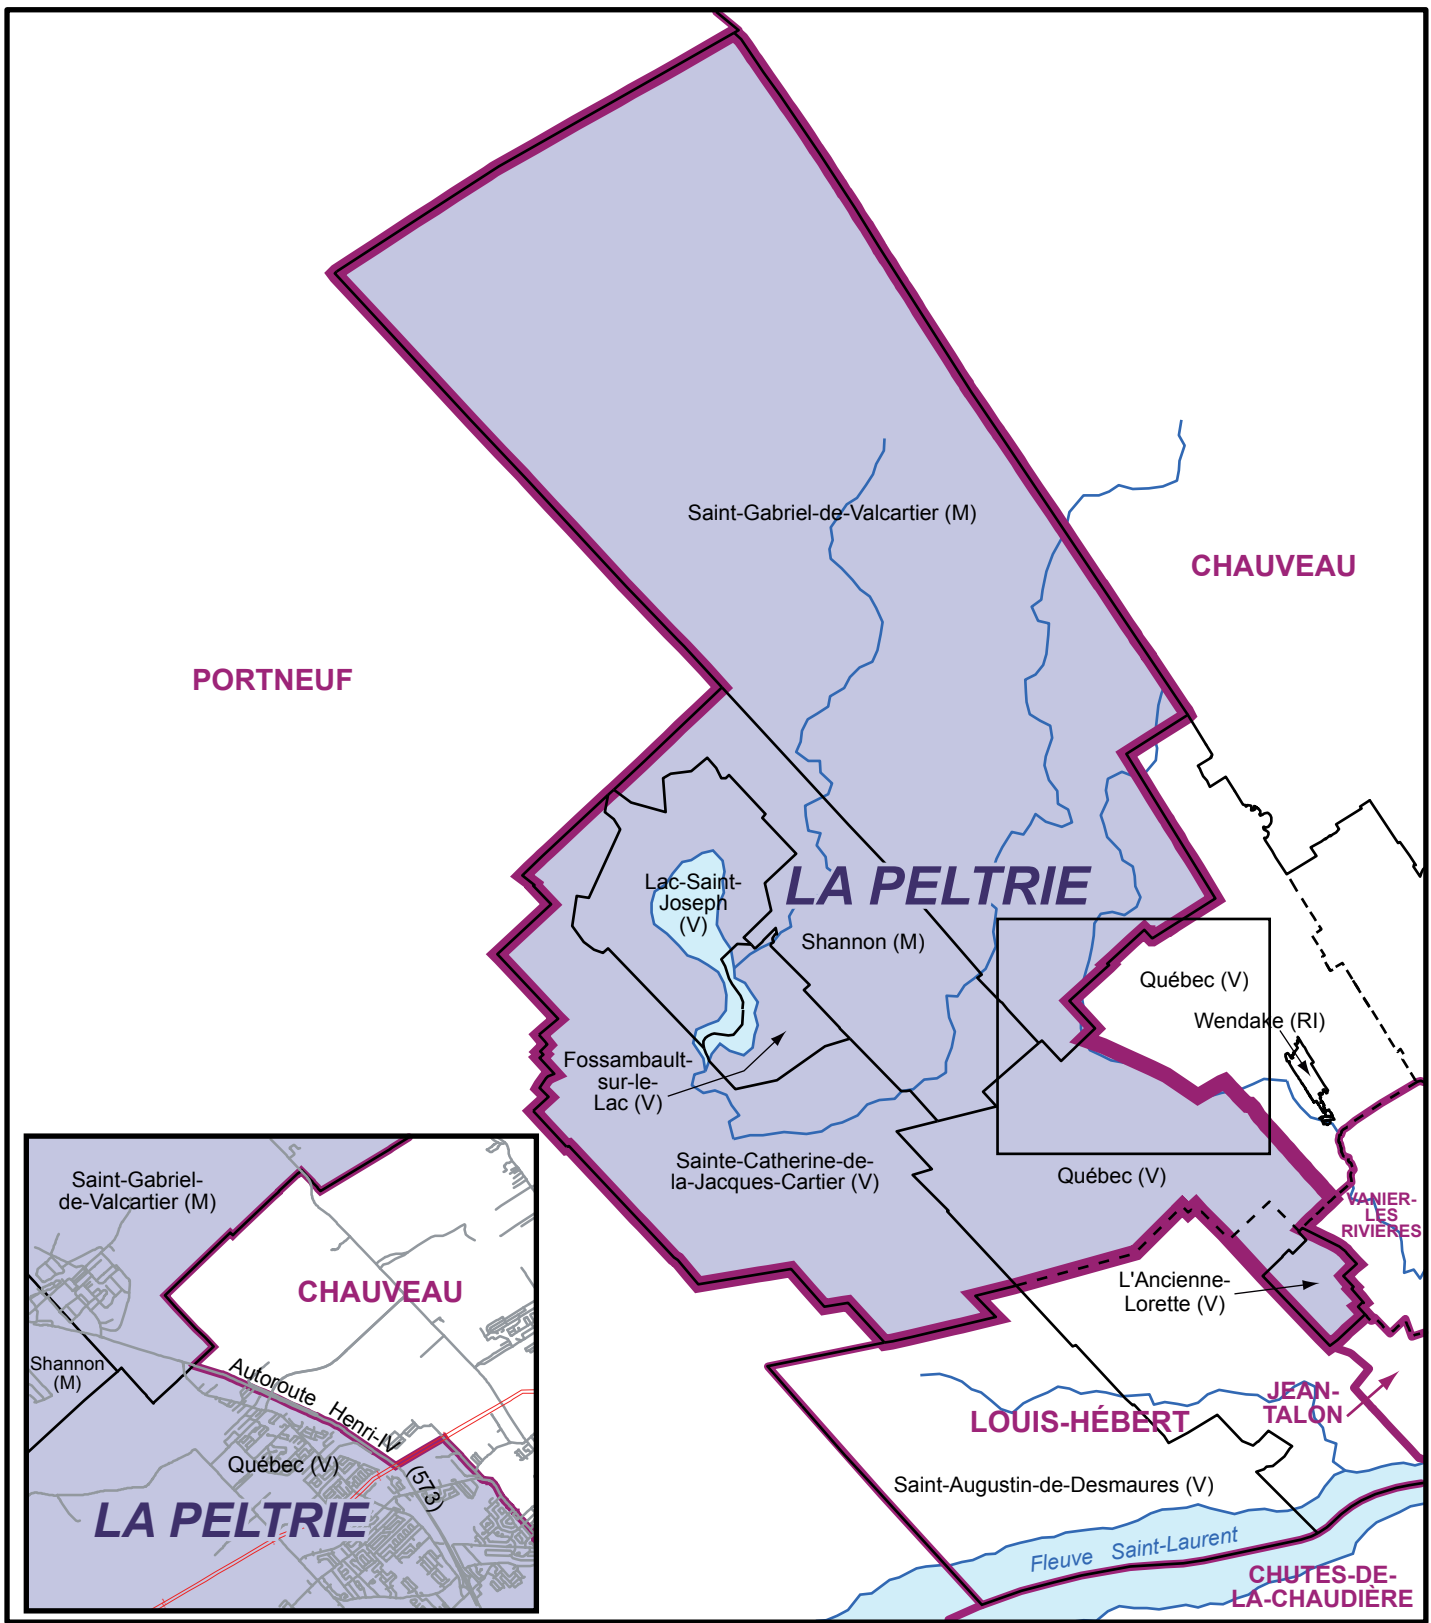 Saint-Gabriel-de-Valcartier (M)
CHAUVEAU
PORTNEUF
LA PELTRIE
Lac-Saint-
Joseph
(V)
Shannon (M)
Québec (V)
Wendake (RI)
Fossambault-
sur-le-
Lac (V)
Sainte-Catherine-de-
la-Jacques-Cartier (V)
Québec (V)
VANIER-
LES
RIVIÈRES
L'Ancienne-
Lorette (V)
JEAN-
TALON
LOUIS-HÉBERT
Saint-Augustin-de-Desmaures (V)
Fleuve Saint-Laurent
CHUTES-DE-
LA-CHAUDIÈRE
Saint-Gabriel-
de-Valcartier (M)
CHAUVEAU
Shannon
(M)
Autoroute Henri-IV
(573)
Québec (V)
LA PELTRIE